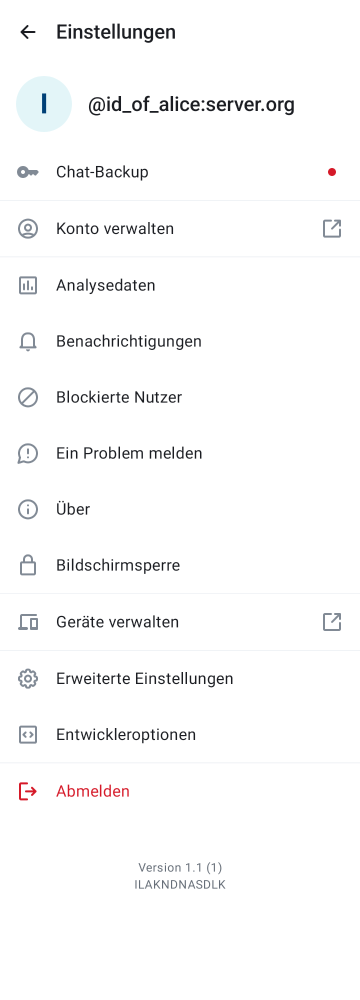 Einstellungen
I
@id_of_alice:server.org
Chat-Backup
Konto verwalten
Analysedaten
Benachrichtigungen
Blockierte Nutzer
Ein Problem melden
Über
Bildschirmsperre
Geräte verwalten
Erweiterte Einstellungen
Entwickleroptionen
Abmelden
Version 1.1 (1)
ILAKNDNASDLK